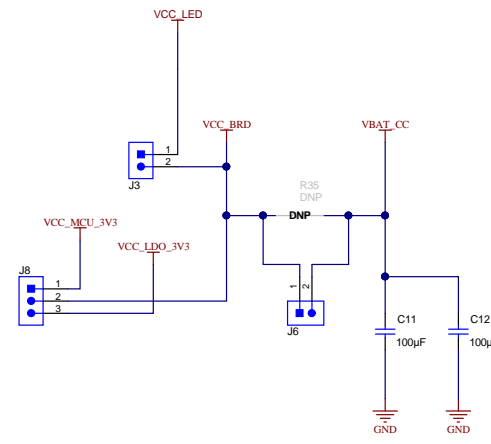 VCC_LED
VCC_BRD
VBAT_CC
1
2
J3
R35
DNP
DNP
VCC_MCU_3V3
VCC_LDO_3V3
J8
1
2
3
1
2
J6
C11
100µF
C12
100µ
GND
GND